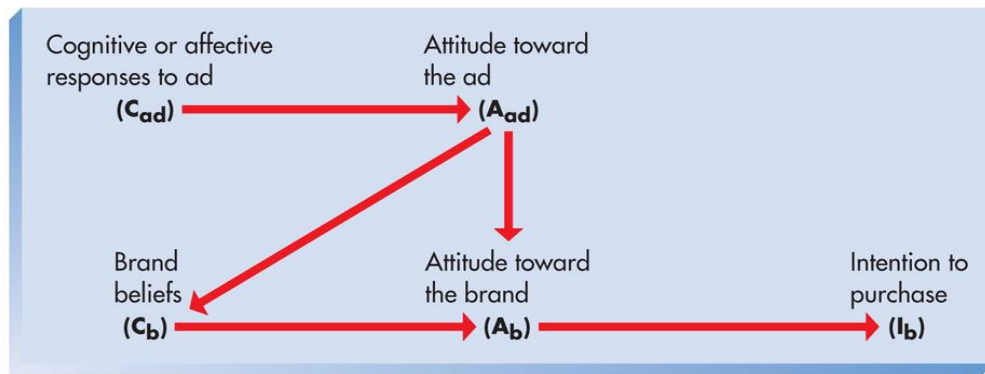 Cognitive or affective
responses to ad
(Cad)
Attitude toward
the ad
(Aad)
Brand
beliefs
(Cb)
Attitude toward
the brand
(Ab)
Intention to
purchase
(Ib)